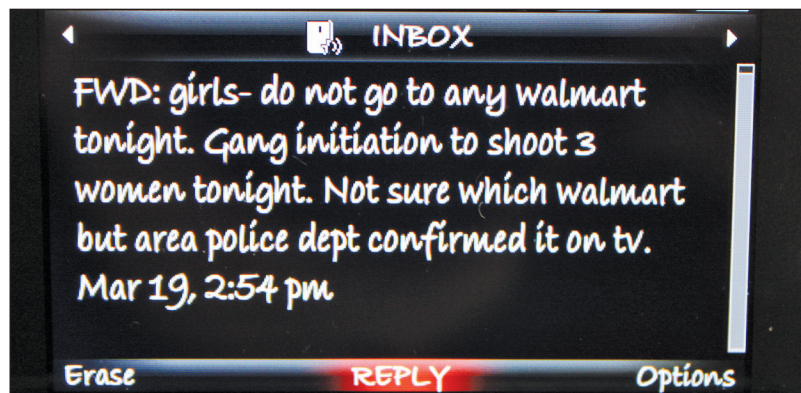 INBOX
FWD: girls- do not go to any walmart
tonight. Gang initiation to shoot 3
women tonight. Not sure which walmart
but area police dept confirmed it on tv.
Mar 19, 2:54 pm
Erase REPLY Options